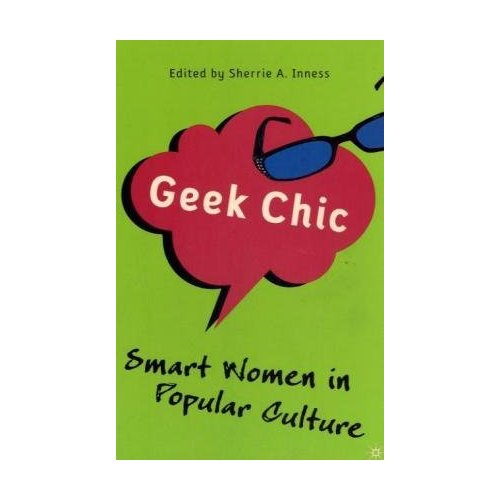 Edited by Sherrie A. Inness
Geek Chic
Smart Women in
Popular Culture